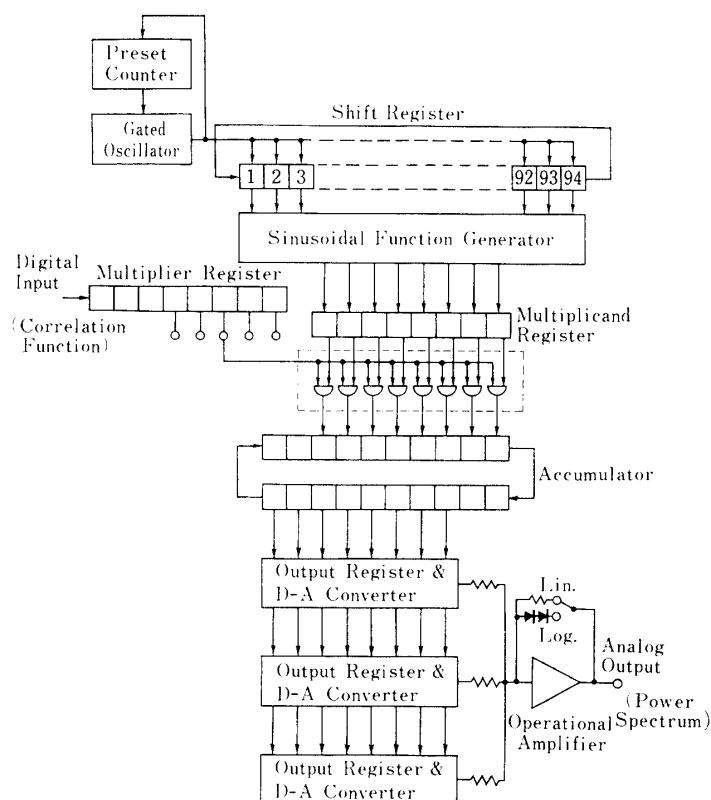 Preset
Counter
Gated
Oscillator
Shift Register
1 2 3 92 93 94
Sinusoidal Function Generator
Digital
Input
Multiplier Register
(Correlation
Function)
Multiplicand
Register
Accumulator
Output Register &
D-A Converter
Lin.
Log.
Analog
Output
(Power
Spectrum)
Operational
Amplifier
Output Register &
D-A Converter
Output Register &
D-A Converter